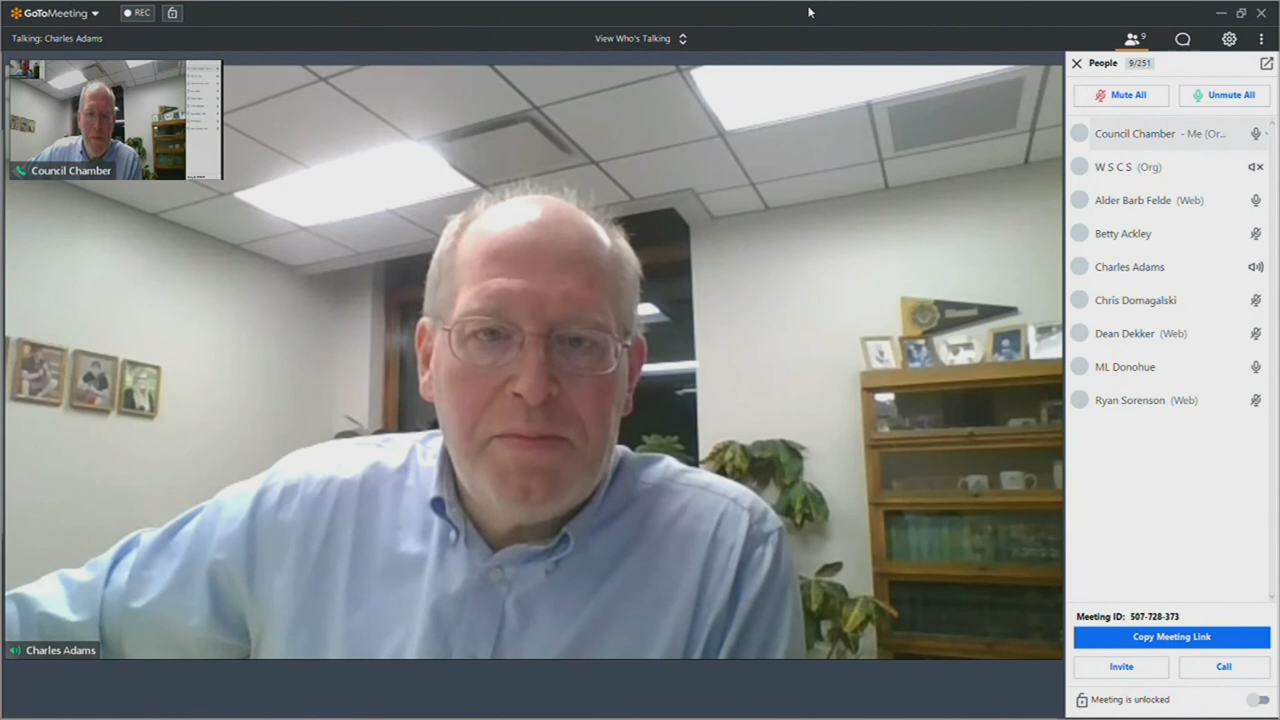 GoToMeeting
REC
Talking: Charles Adams
View Who's Talking
9
People
9/251
Mute All
Unmute All
Council Chamber - Me (Or...
W S C S (Org)
Alder Barb Felde (Web)
Betty Ackley
Charles Adams
Chris Domagalski
Dean Dekker (Web)
ML Donohue
Ryan Sorenson (Web)
Council Chamber
Charles Adams
Meeting ID: 507-728-373
Copy Meeting Link
Invite
Call
Meeting is unlocked